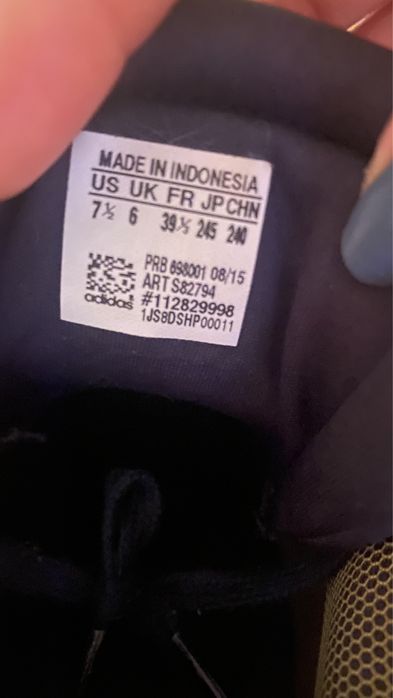 MADE IN INDONESIA
US UK FR JP CHN
7½ 6 39⅓ 245 240
PRB 698001 08/15
ART S82794
adidas #112829998
1JS8DSHP00011